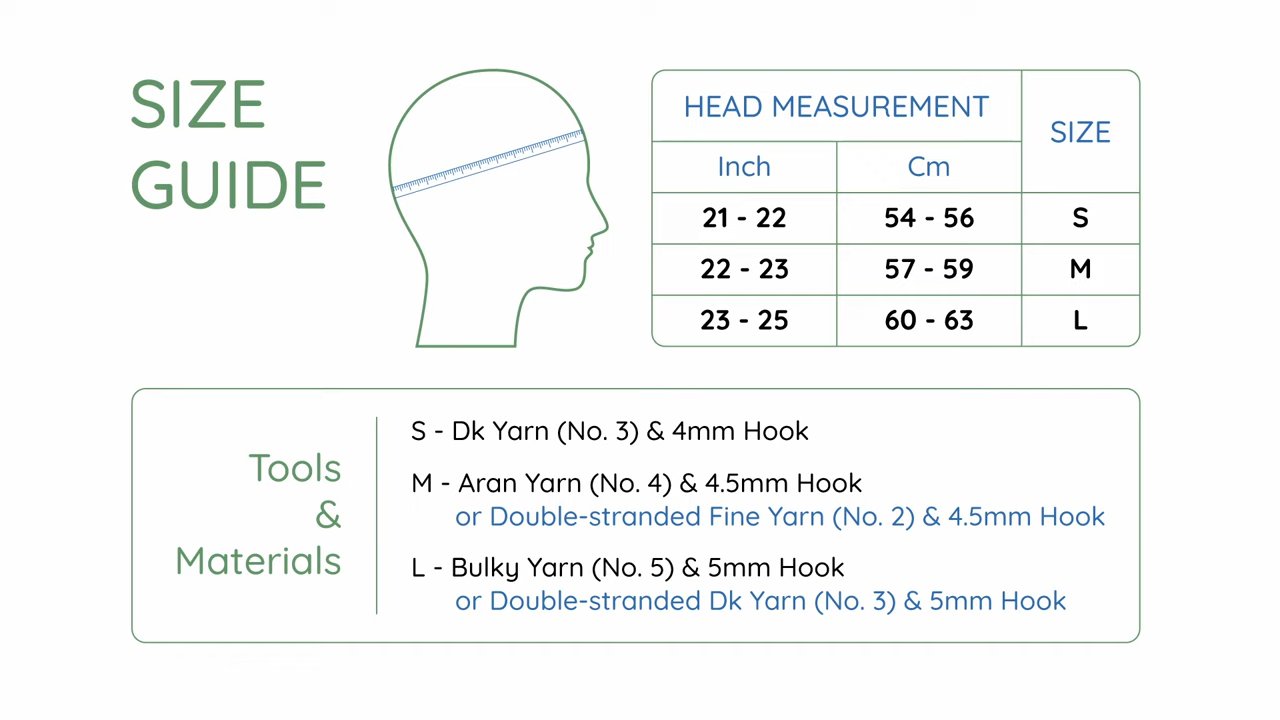 SIZE
GUIDE
HEAD MEASUREMENT
SIZE
Inch
Cm
21 - 22
54 - 56
S
22 - 23
57 - 59
M
23 - 25
60 - 63
L
Tools
&
Materials
S - Dk Yarn (No. 3) & 4mm Hook
M - Aran Yarn (No. 4) & 4.5mm Hook
or Double-stranded Fine Yarn (No. 2) & 4.5mm Hook
L - Bulky Yarn (No. 5) & 5mm Hook
or Double-stranded Dk Yarn (No. 3) & 5mm Hook